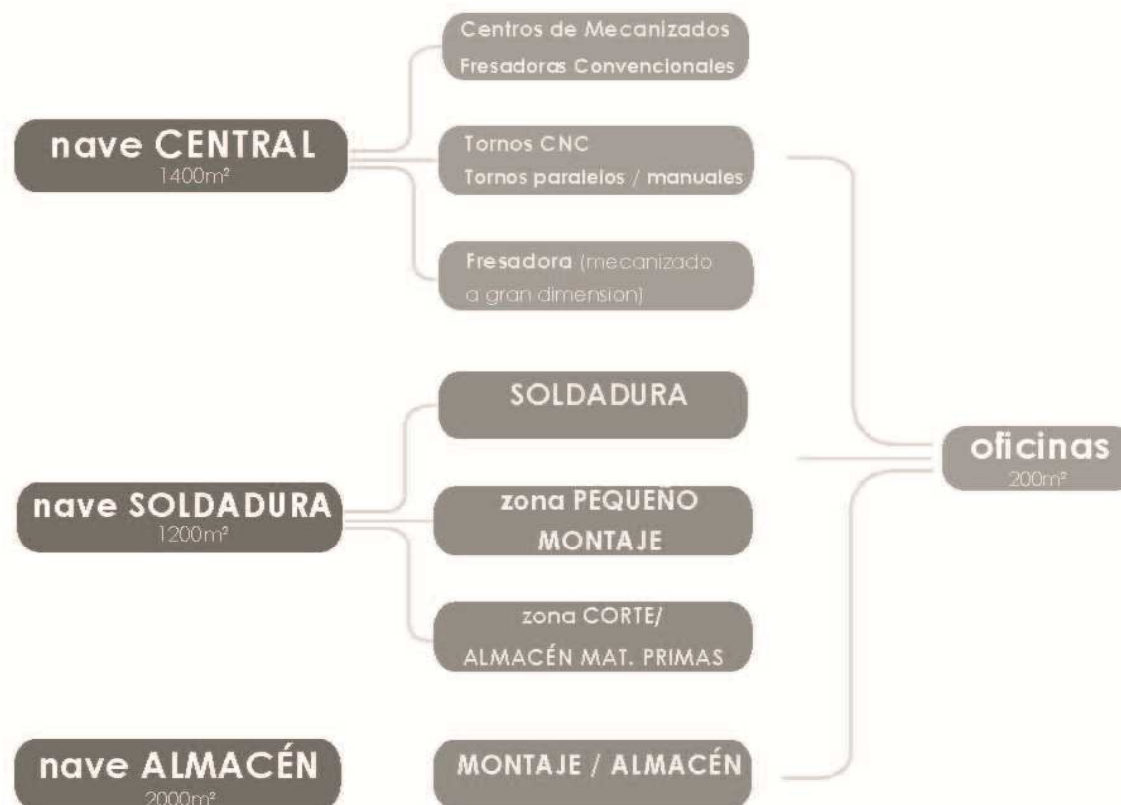 nave CENTRAL
1400m²
Centros de Mecanizados
Fresadoras Convencionales
Tornos CNC
Tornos paralelos / manuales
Fresadora (mecanizado
a gran dimension)
nave SOLDADURA
1200m²
SOLDADURA
zona PEQUEÑO
MONTAJE
zona CORTE/
ALMACÉN MAT. PRIMAS
nave ALMACÉN
2000m²
MONTAJE / ALMACÉN
oficinas
200m²